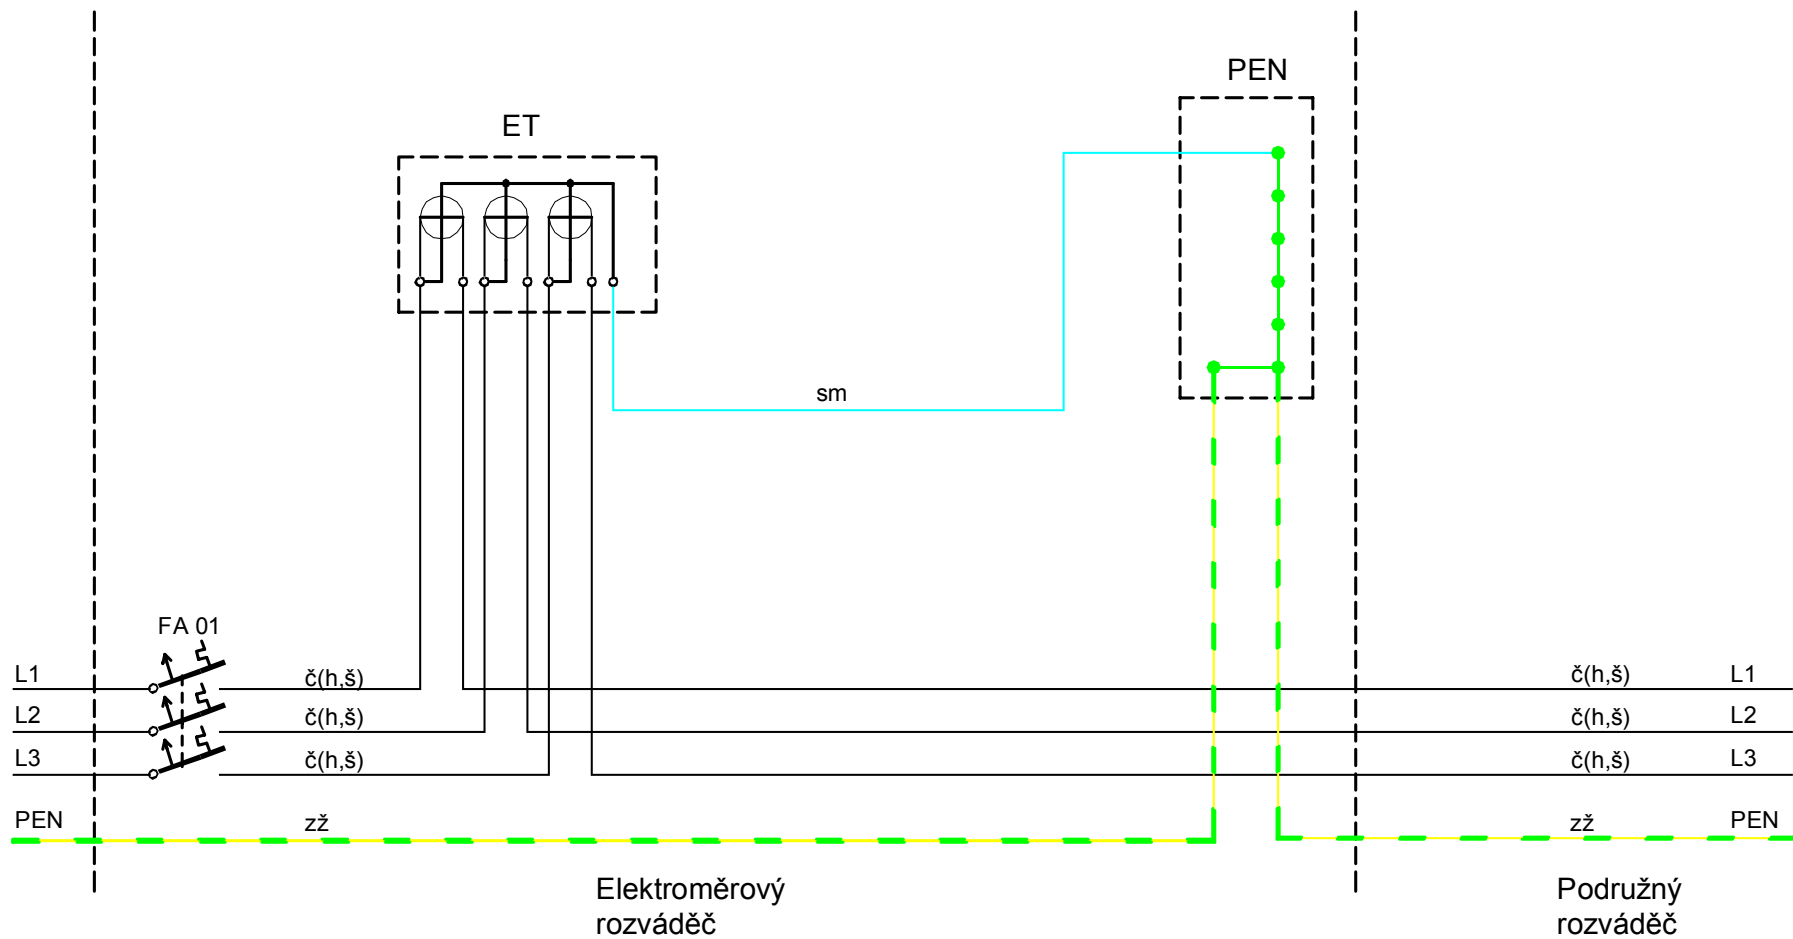 PEN
ET
sm
FA 01
L1 č(h,š) č(h,š) L1
L2 č(h,š) č(h,š) L2
L3 č(h,š) č(h,š) L3
PEN zž zž PEN
Elektroměrový
rozváděč
Podružný
rozváděč